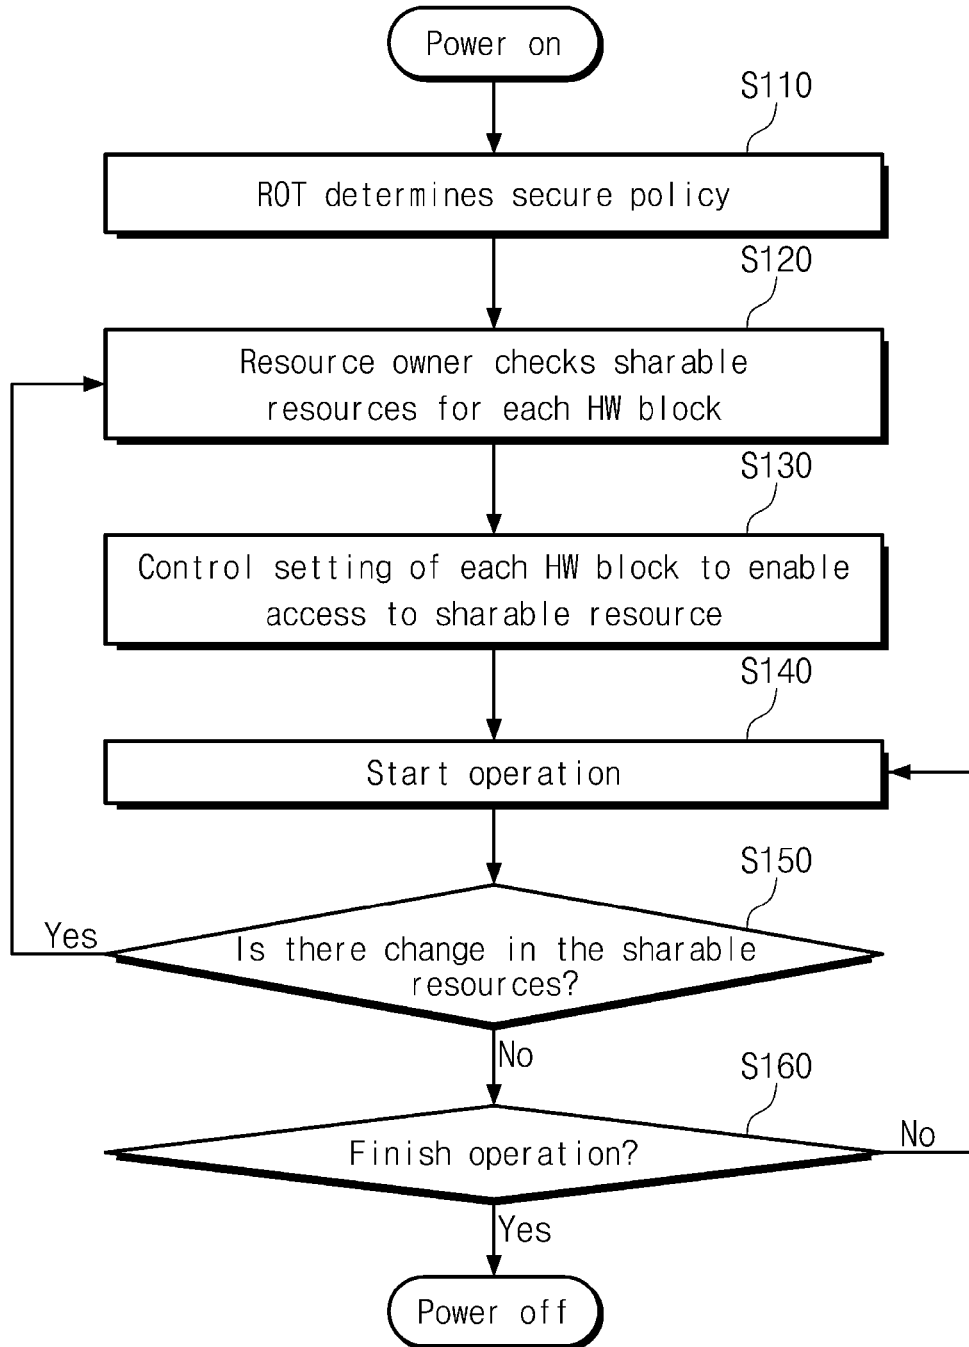 Power on
S110
ROT determines secure policy
S120
Resource owner checks sharable
resources for each HW block
S130
Control setting of each HW block to enable
access to sharable resource
S140
Start operation
S150
Yes
Is there change in the sharable
resources?
No
S160
Finish operation?
No
Yes
Power off